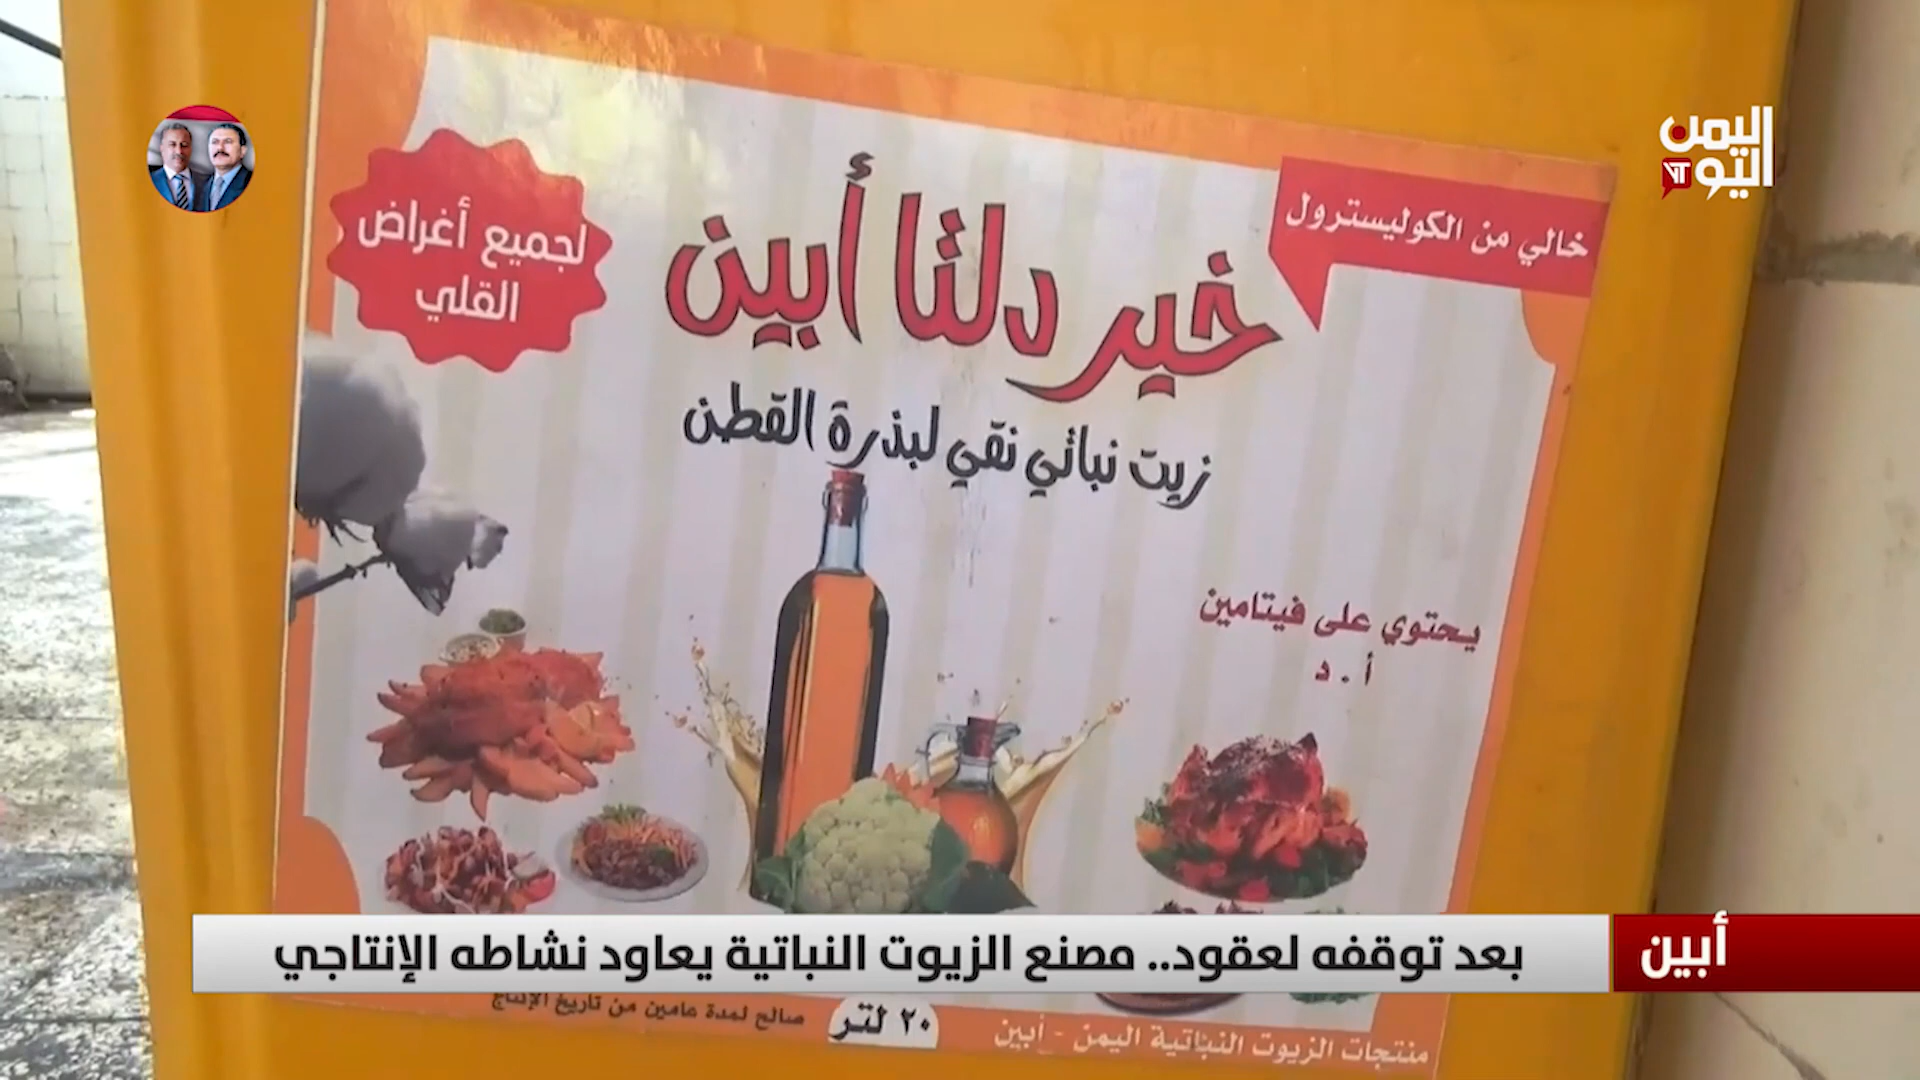 اليمن
اليوم
YT
خالي من الكوليسترول
لجميع أغراض
القلي
خير دلتا أبين
زيت نباتي نقي لبذرة القطن
يحتوي على فيتامين
أ . د
أبين
بعد توقفه لعقود.. مصنع الزيوت النباتية يعاود نشاطه الإنتاجي
منتجات الزيوت النباتية اليمن - أبين
٢٠ لتر
صالح لمدة عامين من تاريخ الإنتاج